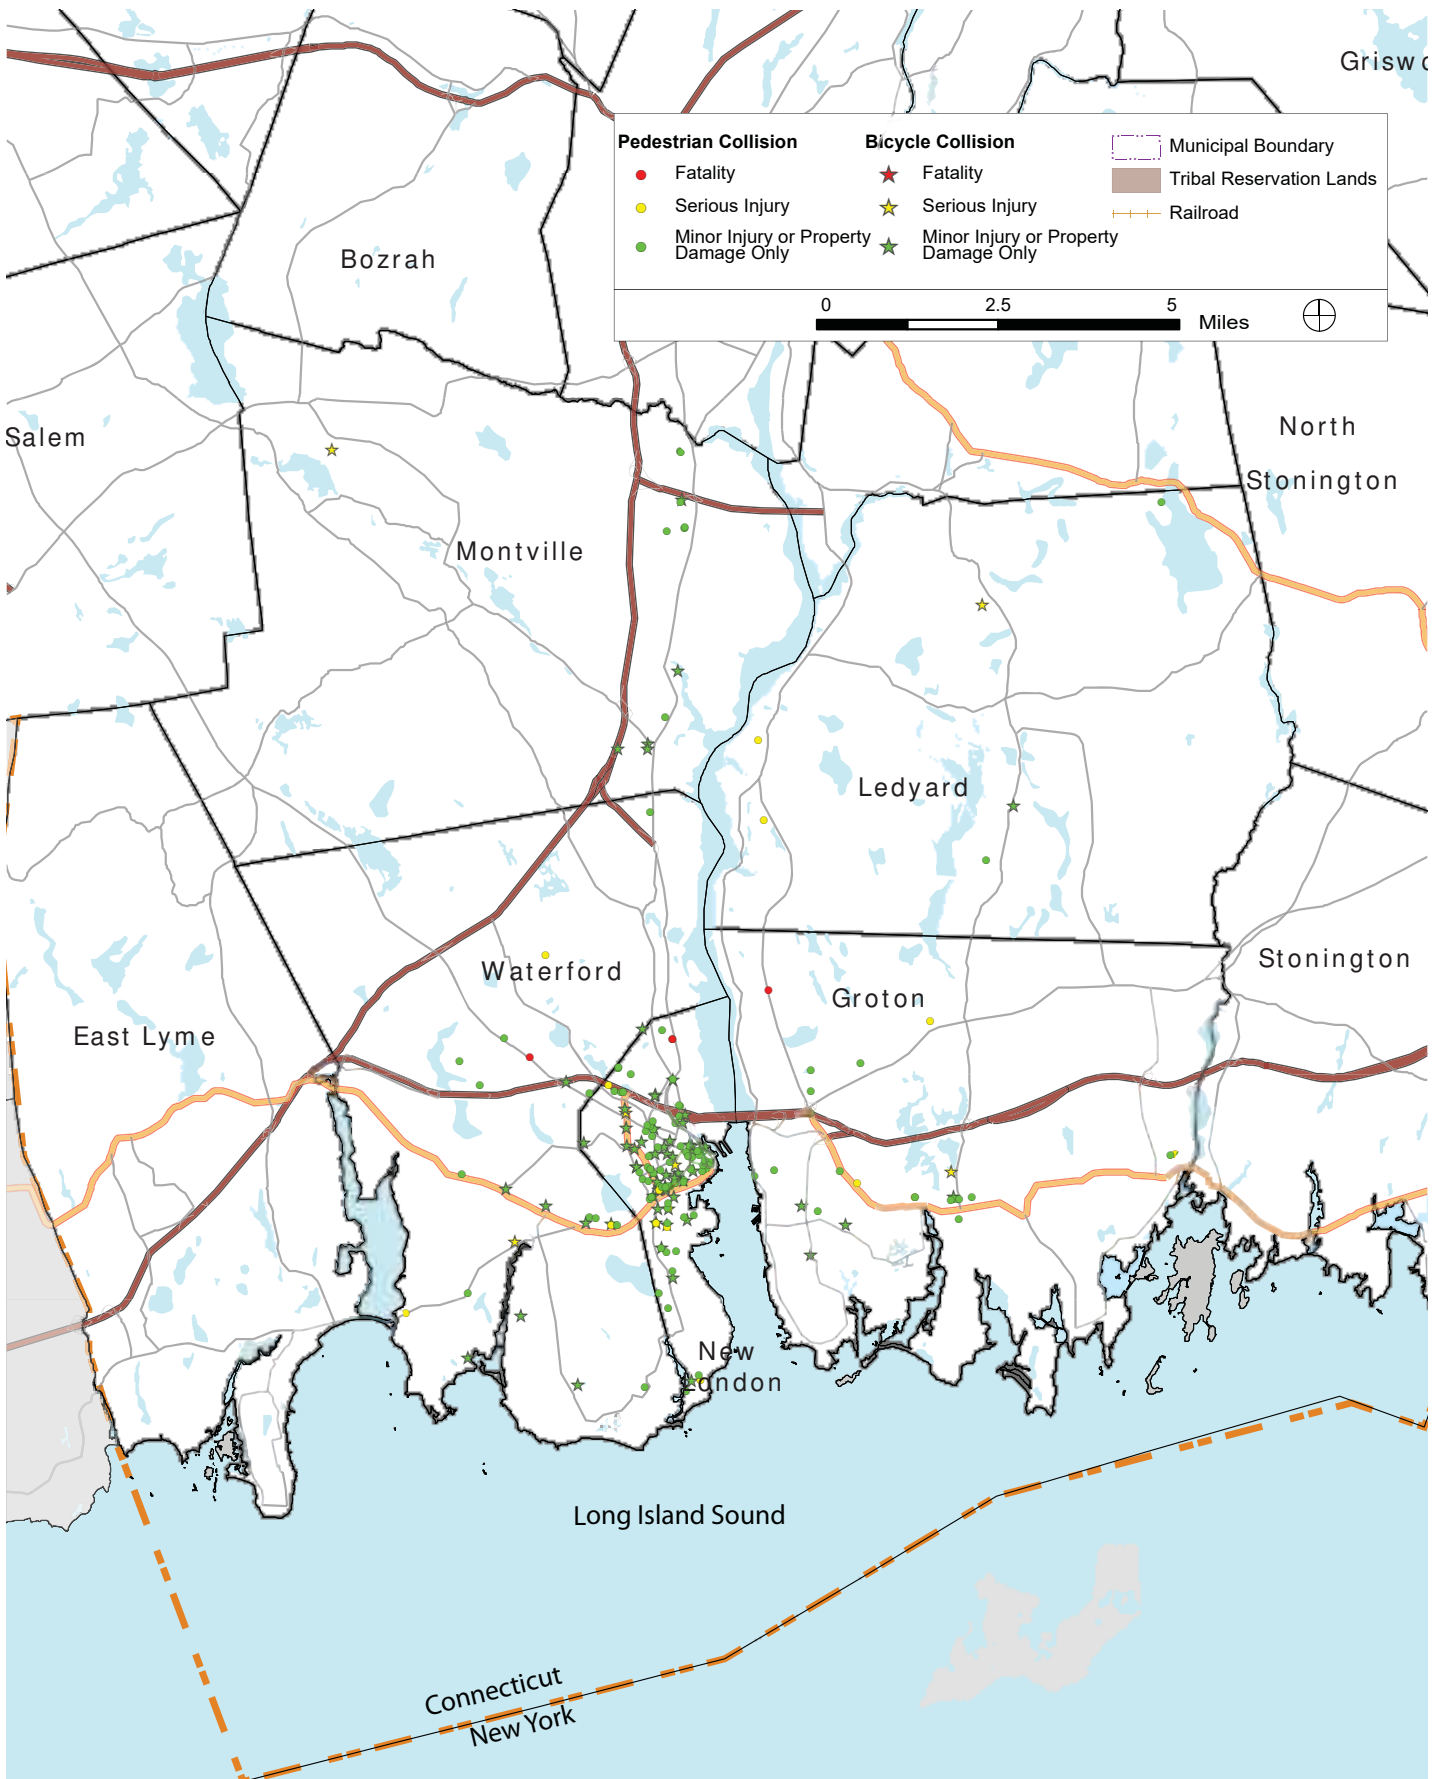 Griswo
Pedestrian Collision
Fatality
Serious Injury
Minor Injury or Property
Damage Only
Bicycle Collision
Fatality
Serious Injury
Minor Injury or Property
Damage Only
Municipal Boundary
Tribal Reservation Lands
Railroad
0 2.5 5
Miles
Bozrah
Salem
North
Stonington
Montville
Ledyard
Waterford
Stonington
Groton
East Lyme
New
London
Long Island Sound
Connecticut
New York